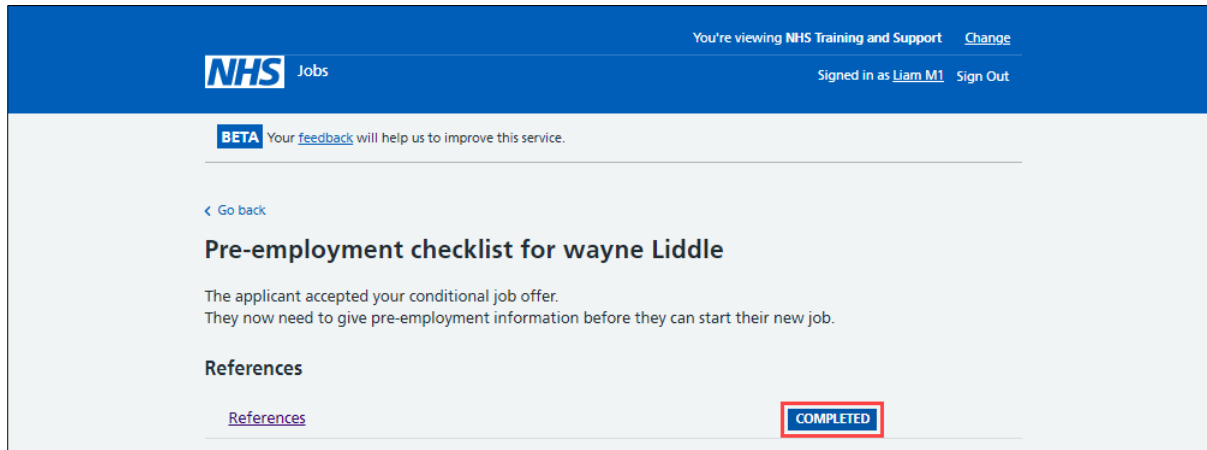 You're viewing NHS Training and Support Change
NHS Jobs
Signed in as Liam M1 Sign Out
BETA Your feedback will help us to improve this service.
< Go back
Pre-employment checklist for wayne Liddle
The applicant accepted your conditional job offer.
They now need to give pre-employment information before they can start their new job.
References
References COMPLETED